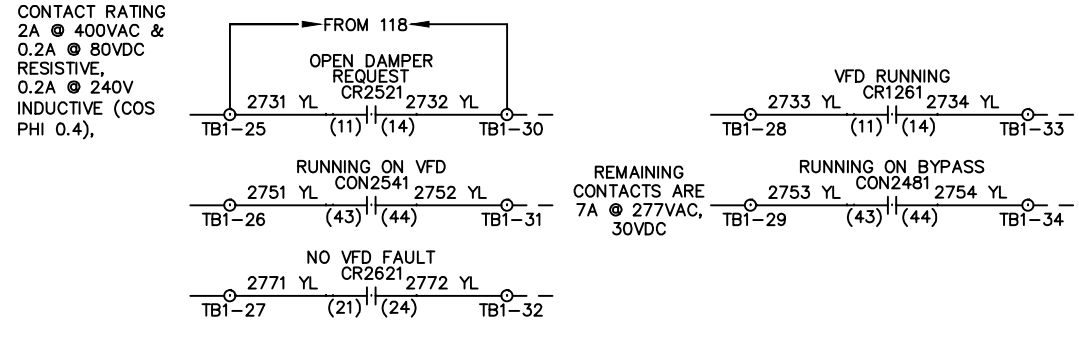 CONTACT RATING
2A @ 400VAC &
0.2A @ 80VDC
RESISTIVE,
0.2A @ 240V
INDUCTIVE (COS
PHI 0.4),
FROM 118
OPEN DAMPER
REQUEST
CR2521
2731 YL
2732 YL
TB1-25
(11)
(14)
TB1-30
VFD RUNNING
CR1261
2733 YL
2734 YL
TB1-28
(11)
(14)
TB1-33
RUNNING ON VFD
CON2541
2751 YL
2752 YL
TB1-26
(43)
(44)
TB1-31
REMAINING
CONTACTS ARE
7A @ 277VAC,
30VDC
RUNNING ON BYPASS
CON2481
2753 YL
2754 YL
TB1-29
(43)
(44)
TB1-34
NO VFD FAULT
CR2621
2771 YL
2772 YL
TB1-27
(21)
(24)
TB1-32